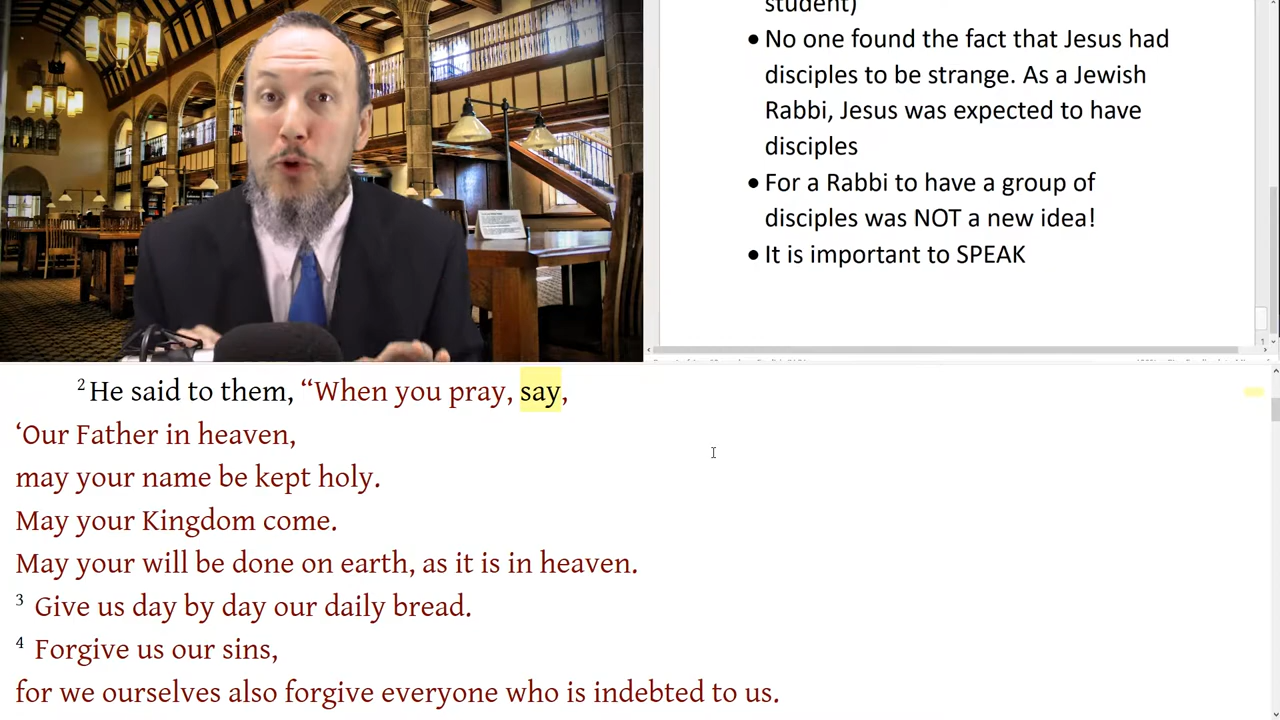 student)
• No one found the fact that Jesus had
disciples to be strange. As a Jewish
Rabbi, Jesus was expected to have
disciples
• For a Rabbi to have a group of
disciples was NOT a new idea!
• It is important to SPEAK
2 He said to them, “When you pray, say,
‘Our Father in heaven,
may your name be kept holy.
May your Kingdom come.
May your will be done on earth, as it is in heaven.
3 Give us day by day our daily bread.
4 Forgive us our sins,
for we ourselves also forgive everyone who is indebted to us.